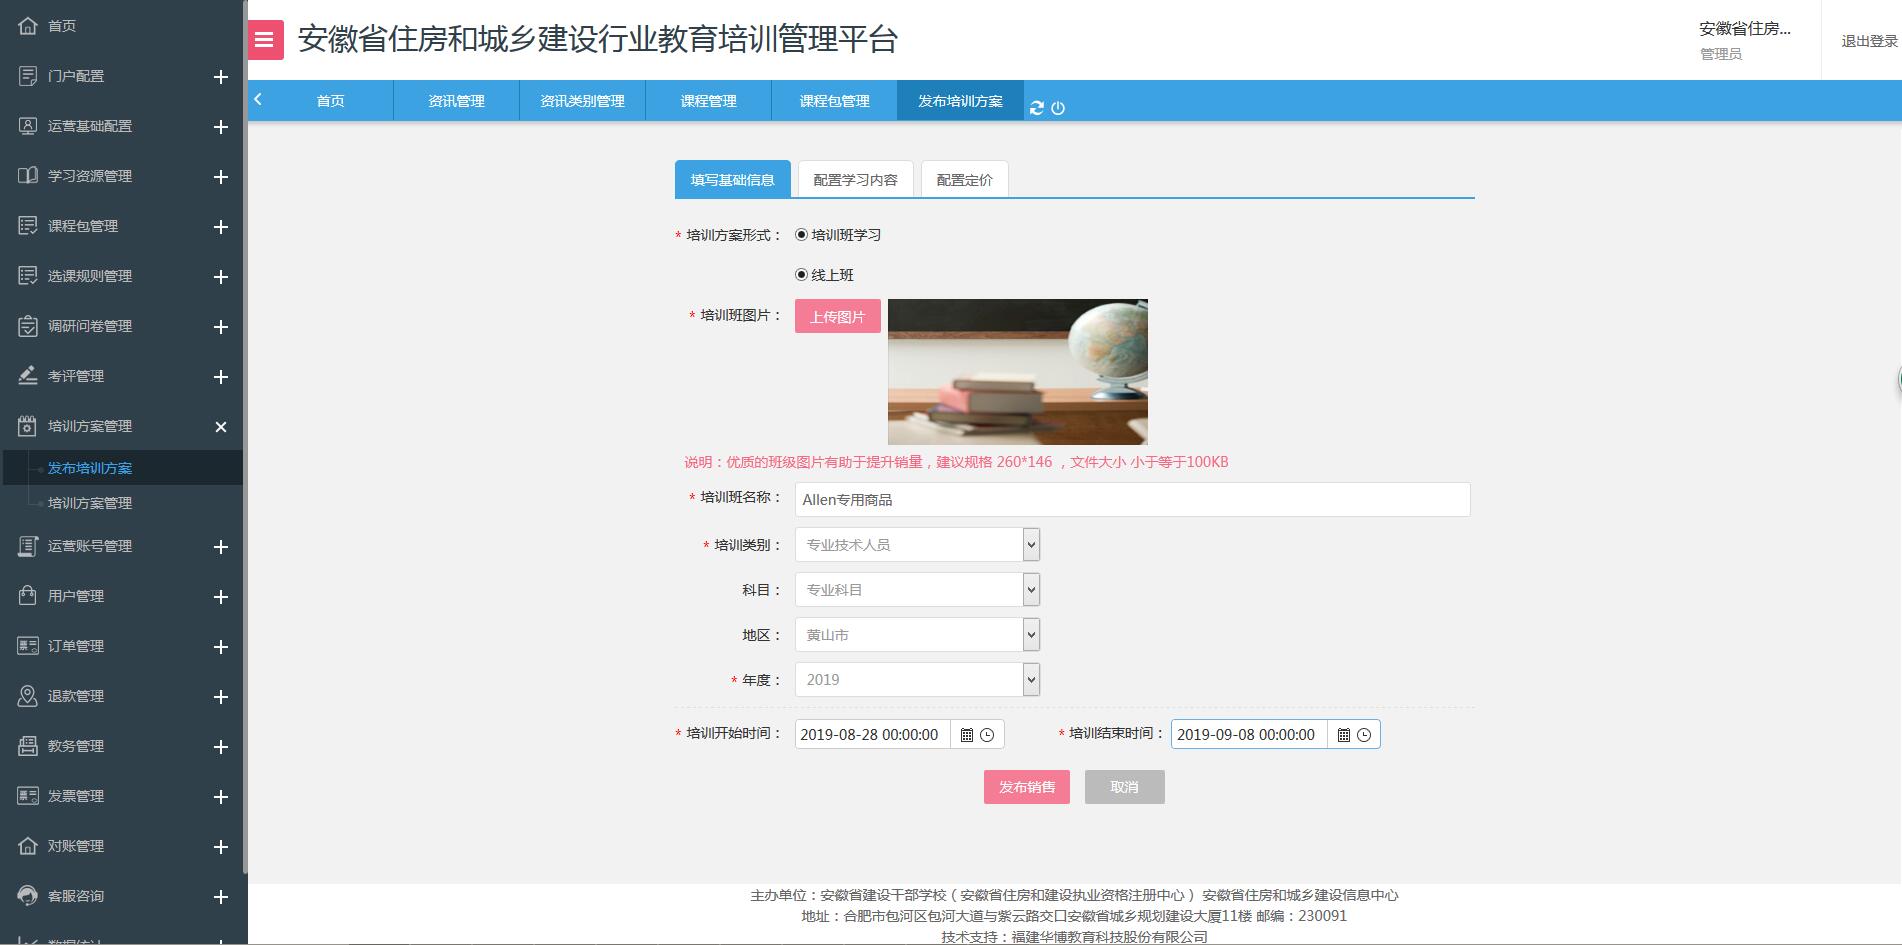 首页
门户配置
运营基础配置
学习资源管理
课程包管理
选课规则管理
调研问卷管理
考评管理
培训方案管理
发布培训方案
培训方案管理
运营账号管理
用户管理
订单管理
退款管理
教务管理
发票管理
对账管理
客服咨询
数据统计
安徽省住房和城乡建设行业教育培训管理平台
安徽省住房...
管理员
退出登录
首页 资讯管理 资讯类别管理 课程管理 课程包管理 发布培训方案
填写基础信息 配置学习内容 配置定价
* 培训方案形式： 培训班学习
线上班
* 培训班图片： 上传图片
说明：优质的班级图片有助于提升销量，建议规格 260*146 ，文件大小 小于等于100KB
* 培训班名称： Allen专用商品
* 培训类别： 专业技术人员
科目： 专业科目
地区： 黄山市
* 年度： 2019
* 培训开始时间： 2019-08-28 00:00:00 * 培训结束时间： 2019-09-08 00:00:00
发布销售 取消
主办单位：安徽省建设干部学校（安徽省住房和建设执业资格注册中心） 安徽省住房和城乡建设信息中心
地址：合肥市包河区包河大道与紫云路交口安徽省城乡规划建设大厦11楼 邮编：230091
技术支持：福建华博教育科技股份有限公司